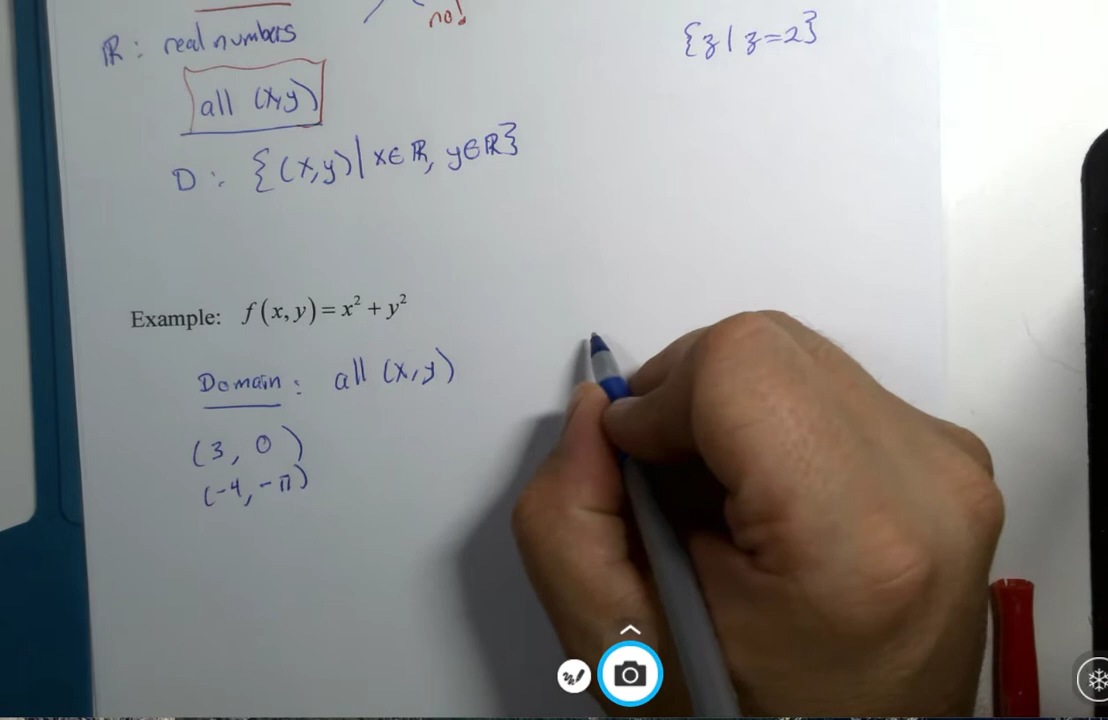 no!
ℝ : real numbers
{z | z=2}
all (x,y)
D : {(x,y) | x∈ℝ, y∈ℝ}
Example: f(x,y)=x²+y²
Domain : all (x,y)
(3, 0)
(-4, -π)